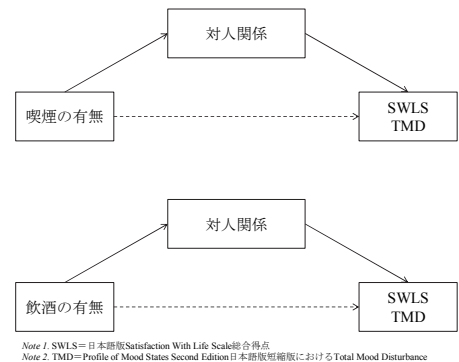 対人関係
喫煙の有無
SWLS
TMD
対人関係
飲酒の有無
SWLS
TMD
Note 1. SWLS＝日本語版Satisfaction With Life Scale総合得点
Note 2. TMD＝Profile of Mood States Second Edition日本語版短縮版におけるTotal Mood Disturbance